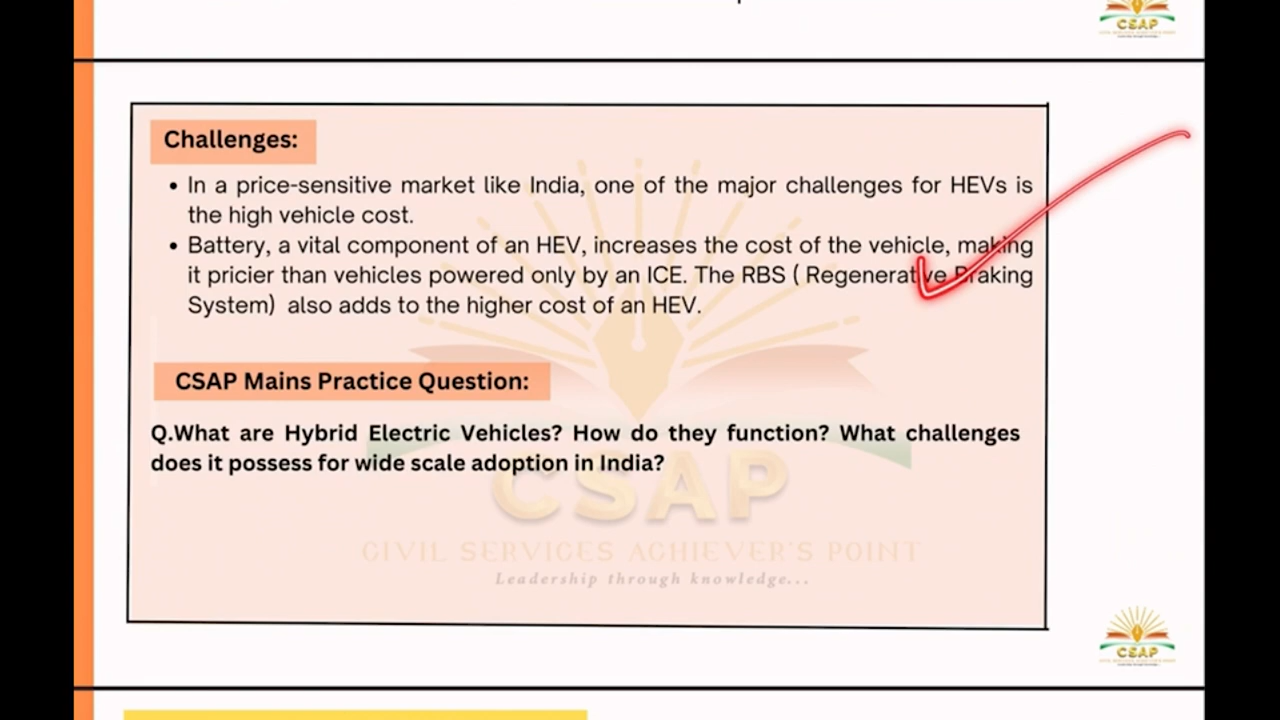 CSAP
Challenges:
• In a price-sensitive market like India, one of the major challenges for HEVs is
the high vehicle cost.
• Battery, a vital component of an HEV, increases the cost of the vehicle, making
it pricier than vehicles powered only by an ICE. The RBS ( Regenerative Braking
System) also adds to the higher cost of an HEV.
CSAP Mains Practice Question:
Q.What are Hybrid Electric Vehicles? How do they function? What challenges
does it possess for wide scale adoption in India?
CSAP
CIVIL SERVICES ACHIEVER'S POINT
Leadership through knowledge...
CSAP